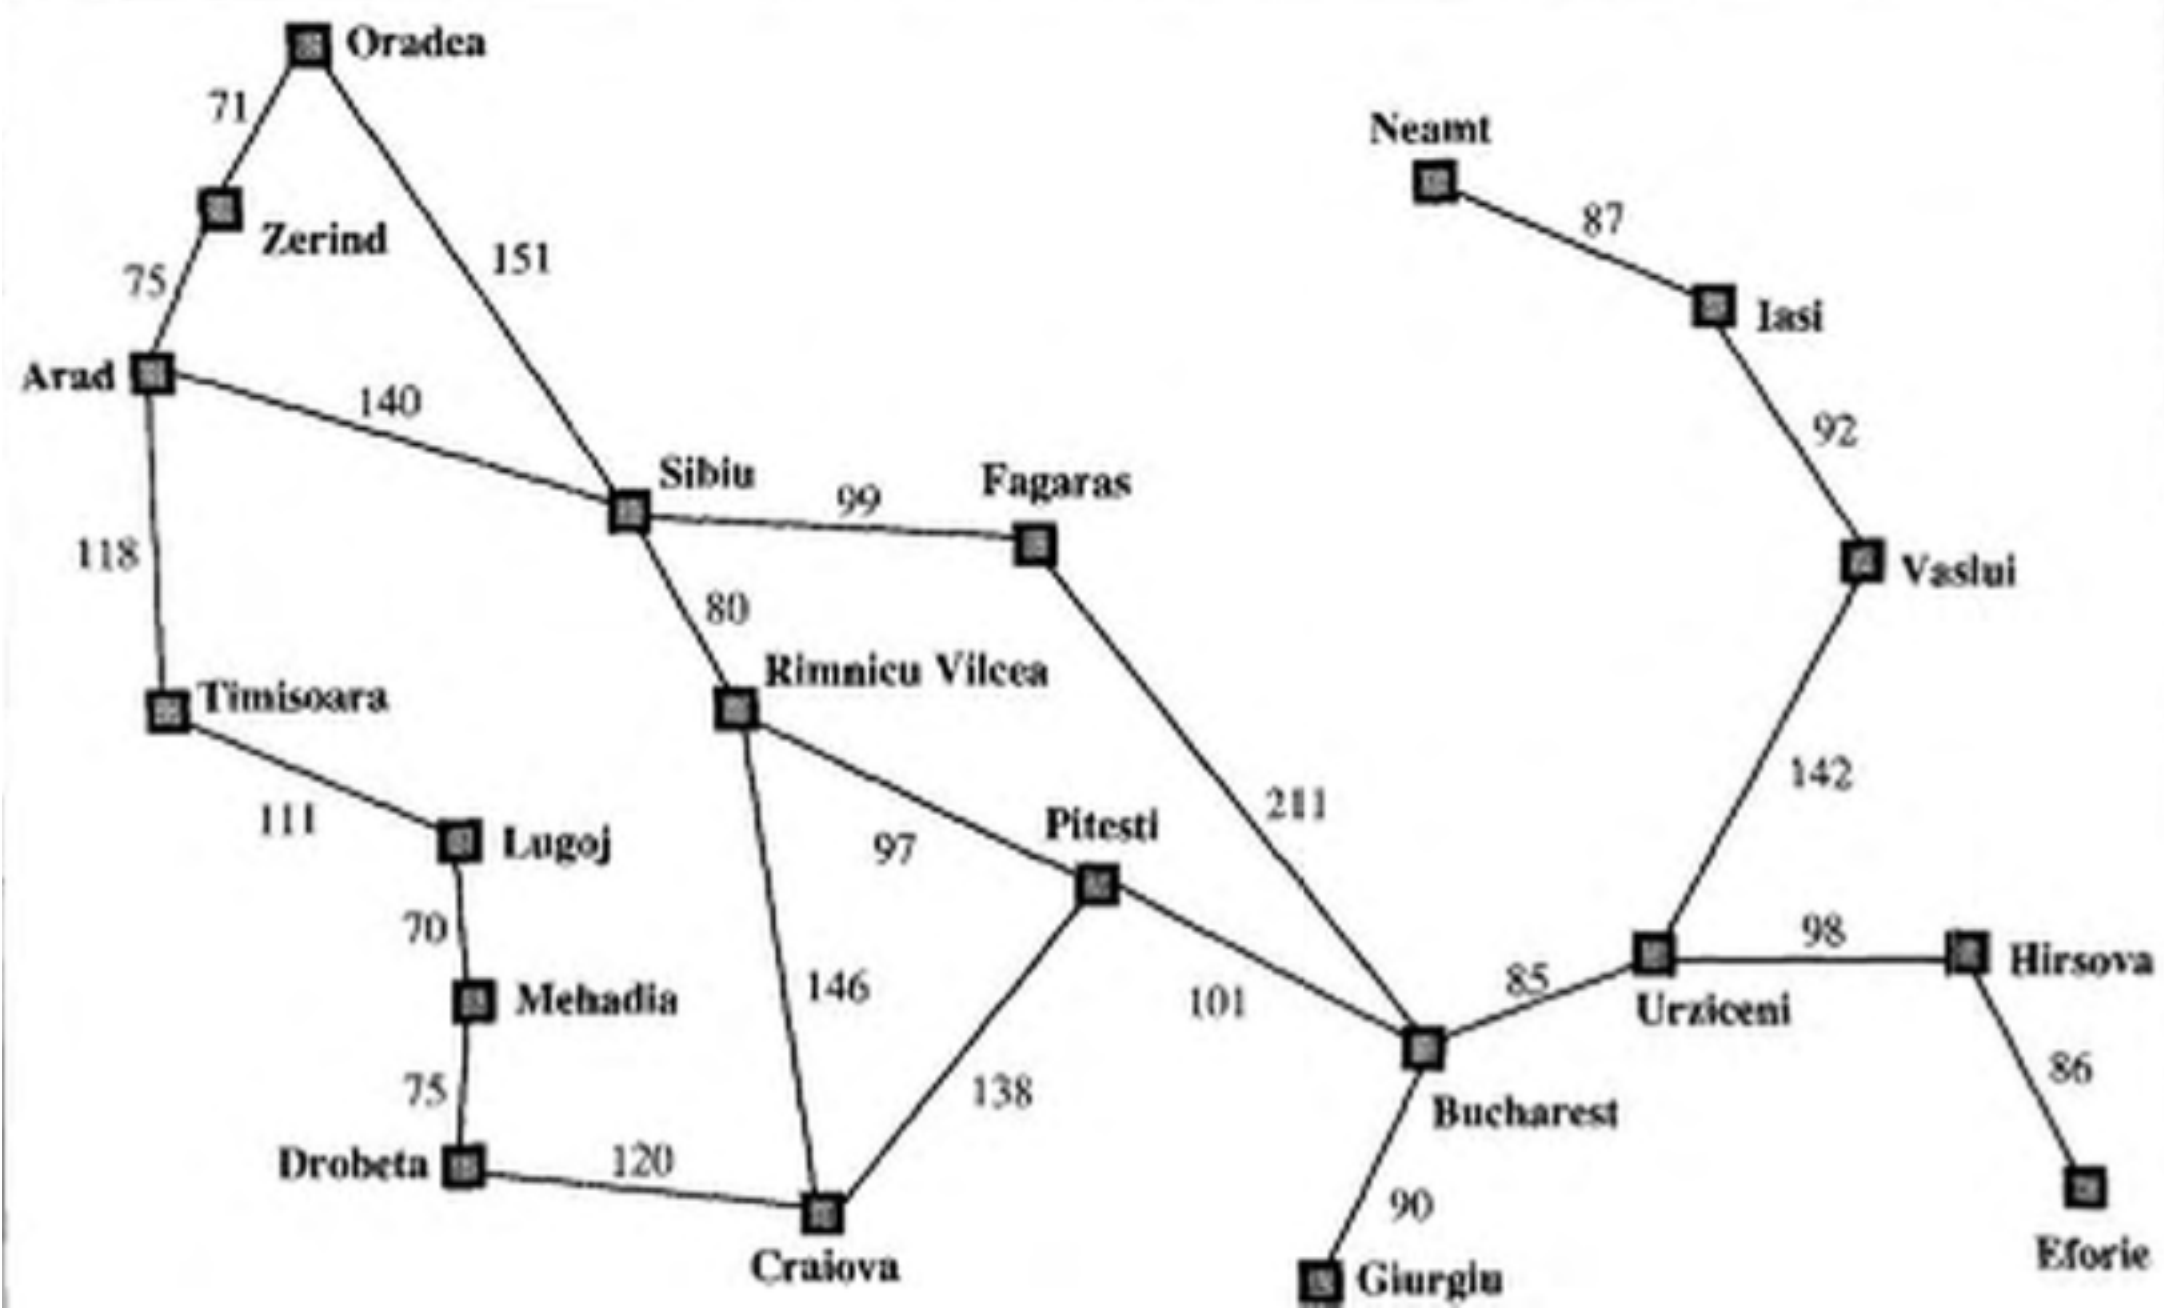 Oradea
71
Neamt
87
Zerind
151
75
Iasi
Arad
140
92
Sibiu
Fagaras
99
118
Vaslui
80
Rimnicu Vilcea
Timisoara
142
211
111
Lugoj
97
Pitesti
70
98
Hirsova
146
85
Mehadia
101
Urziceni
86
75
138
Bucharest
Drobeta
120
90
Craiova
Giurgiu
Eforie